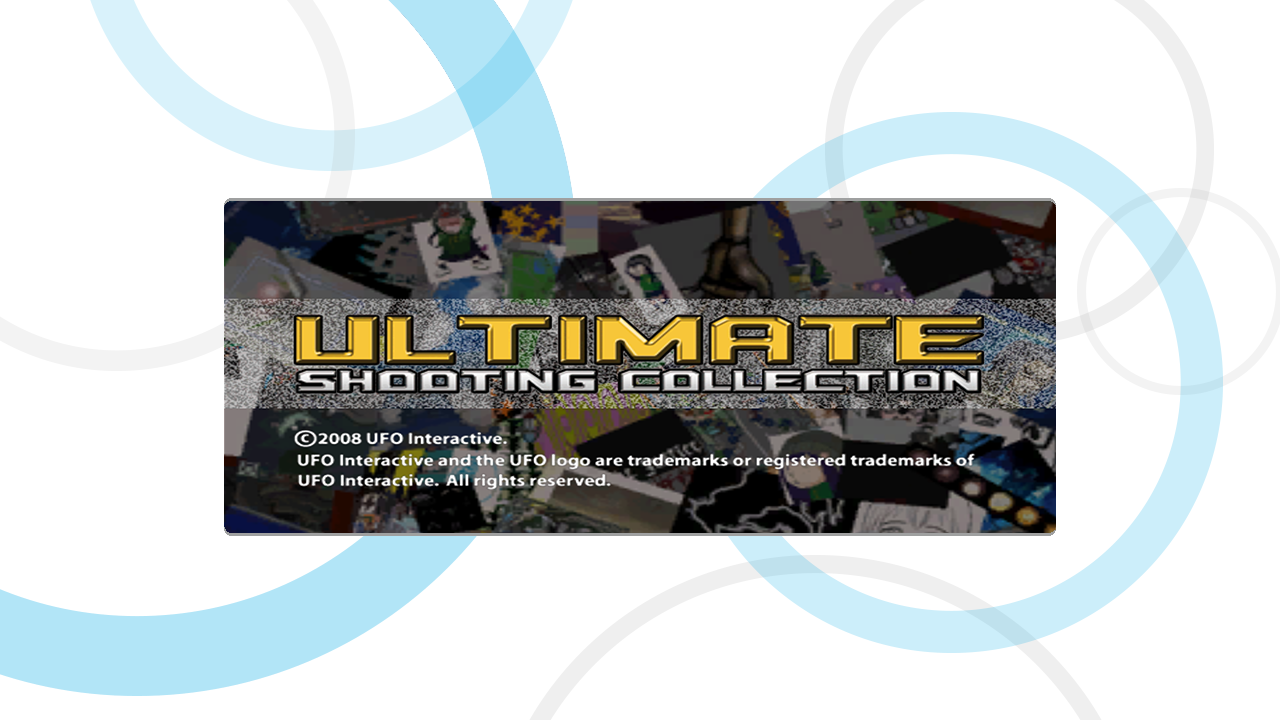 ULTIMATE
SHOOTING COLLECTION
©2008 UFO Interactive.
UFO Interactive and the UFO logo are trademarks or registered trademarks of
UFO Interactive. All rights reserved.